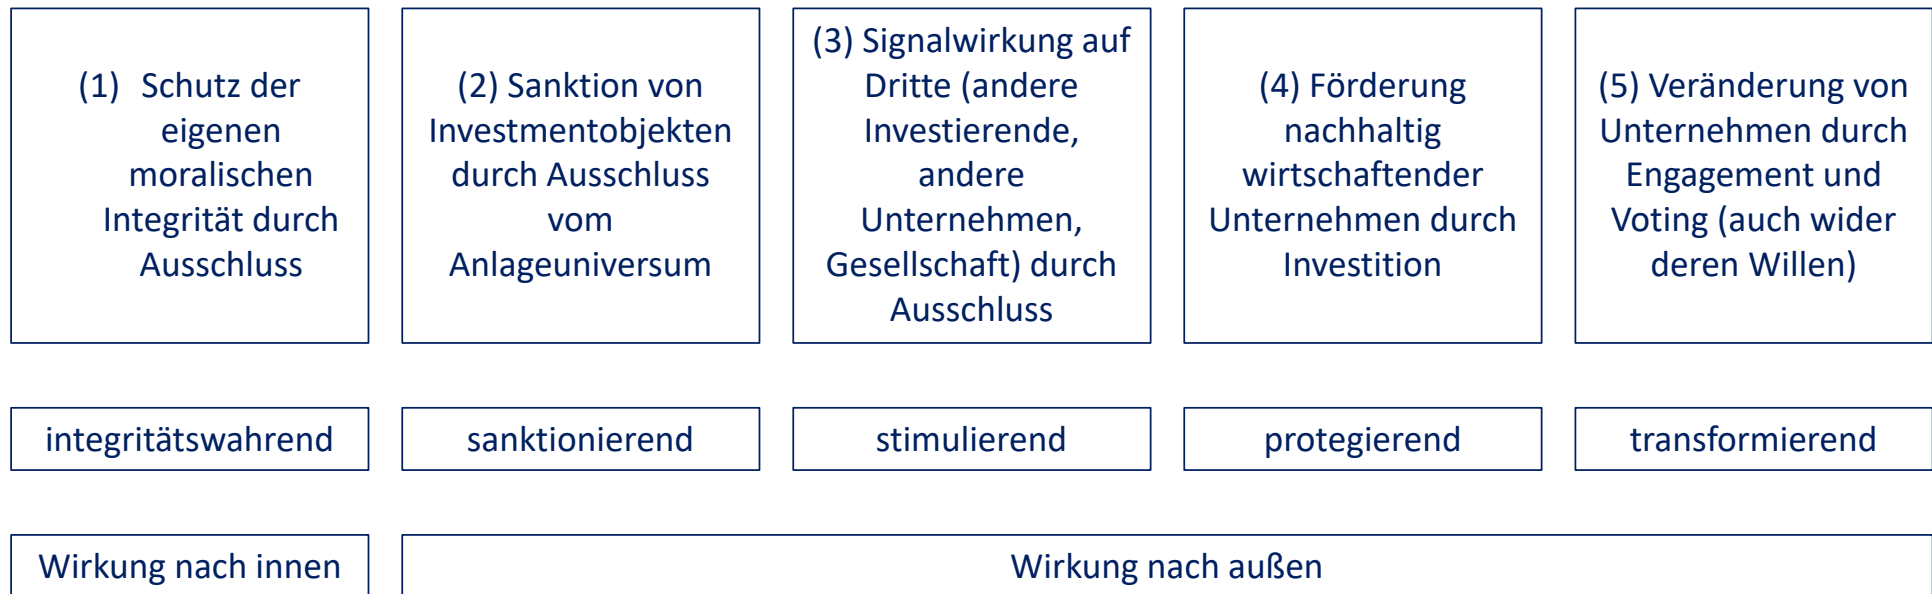 (1) Schutz der
eigenen
moralischen
Integrität durch
Ausschluss
(2) Sanktion von
Investmentobjekten
durch Ausschluss
vom
Anlageuniversum
(3) Signalwirkung auf
Dritte (andere
Investierende,
andere
Unternehmen,
Gesellschaft) durch
Ausschluss
(4) Förderung
nachhaltig
wirtschaftender
Unternehmen durch
Investition
(5) Veränderung von
Unternehmen durch
Engagement und
Voting (auch wider
deren Willen)
integritätswahrend
sanktionierend
stimulierend
protegierend
transformierend
Wirkung nach innen
Wirkung nach außen